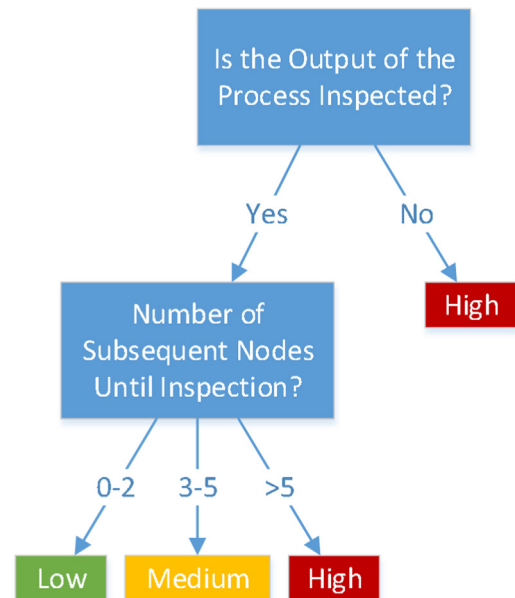 Is the Output of the
Process Inspected?
Yes
No
High
Number of
Subsequent Nodes
Until Inspection?
0-2
3-5
>5
Low
Medium
High